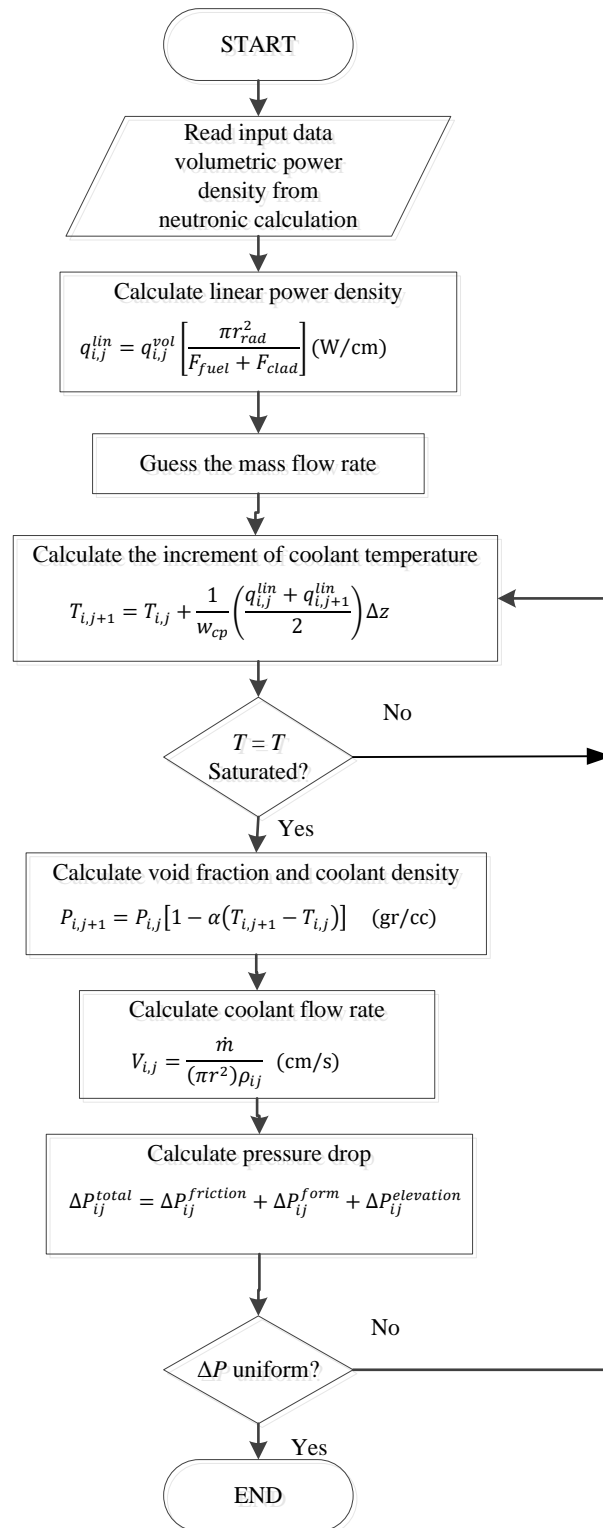 START
Read input data
volumetric power
density from
neutronic calculation
Calculate linear power density
$q_{i,j}^{lin} = q_{i,j}^{vol} \left[ \frac{\pi r_{rad}^2}{F_{fuel} + F_{clad}} \right]$ (W/cm)
Guess the mass flow rate
Calculate the increment of coolant temperature
$T_{i,j+1} = T_{i,j} + \frac{1}{w_{cp}} \left( \frac{q_{i,j}^{lin} + q_{i,j+1}^{lin}}{2} \right) \Delta z$
No
T = T
Saturated?
Yes
Calculate void fraction and coolant density
$P_{i,j+1} = P_{i,j}[1 - \alpha(T_{i,j+1} - T_{i,j})]$ (gr/cc)
Calculate coolant flow rate
$V_{i,j} = \frac{\dot{m}}{(\pi r^2)\rho_{ij}}$ (cm/s)
Calculate pressure drop
$\Delta P_{ij}^{total} = \Delta P_{ij}^{friction} + \Delta P_{ij}^{form} + \Delta P_{ij}^{elevation}$
No
ΔP uniform?
Yes
END